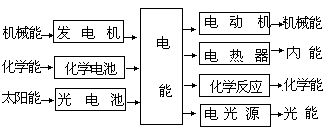 机械能 发电机 电能 电动机 机械能
电热器 内能
化学能 化学电池
化学反应 化学能
太阳能 光电池
电光源 光能